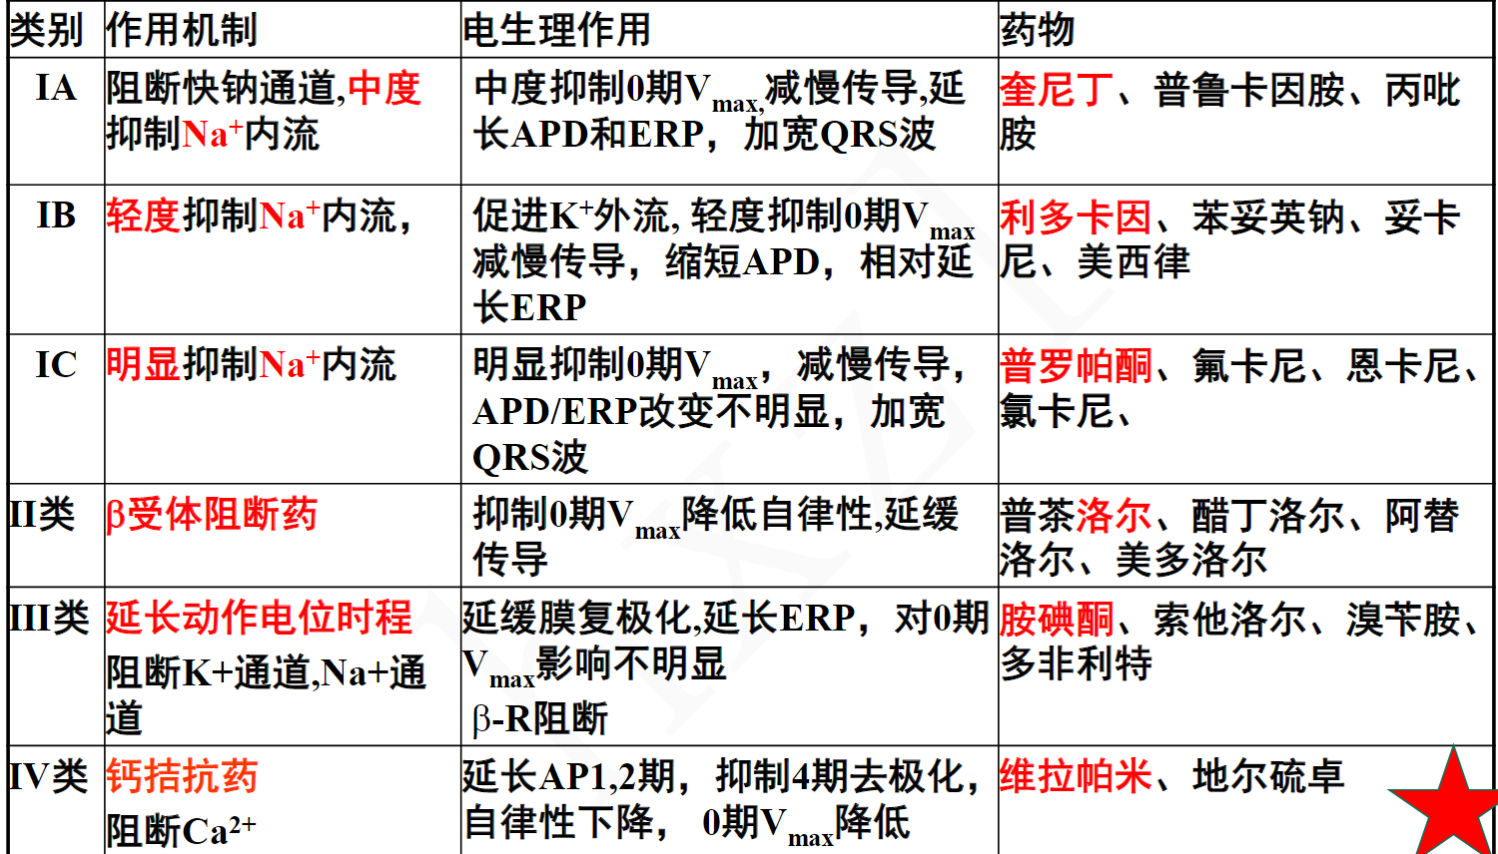 类别 作用机制 电生理作用 药物
IA 阻断快钠通道,中度 中度抑制0期Vmax,减慢传导,延 奎尼丁、普鲁卡因胺、丙吡
抑制Na+内流 长APD和ERP，加宽QRS波 胺
IB 轻度抑制Na+内流， 促进K+外流, 轻度抑制0期Vmax 利多卡因、苯妥英钠、妥卡
减慢传导，缩短APD，相对延 尼、美西律
长ERP
IC 明显抑制Na+内流 明显抑制0期Vmax，减慢传导， 普罗帕酮、氟卡尼、恩卡尼、
APD/ERP改变不明显，加宽 氯卡尼、
QRS波
II类 β受体阻断药 抑制0期Vmax降低自律性,延缓 普茶洛尔、醋丁洛尔、阿替
传导 洛尔、美多洛尔
III类 延长动作电位时程 延缓膜复极化,延长ERP，对0期 胺碘酮、索他洛尔、溴苄胺、
阻断K+通道,Na+通 Vmax影响不明显 多非利特
道 β-R阻断
IV类 钙拮抗药 延长AP1,2期，抑制4期去极化， 维拉帕米、地尔硫卓
阻断Ca2+ 自律性下降， 0期Vmax降低